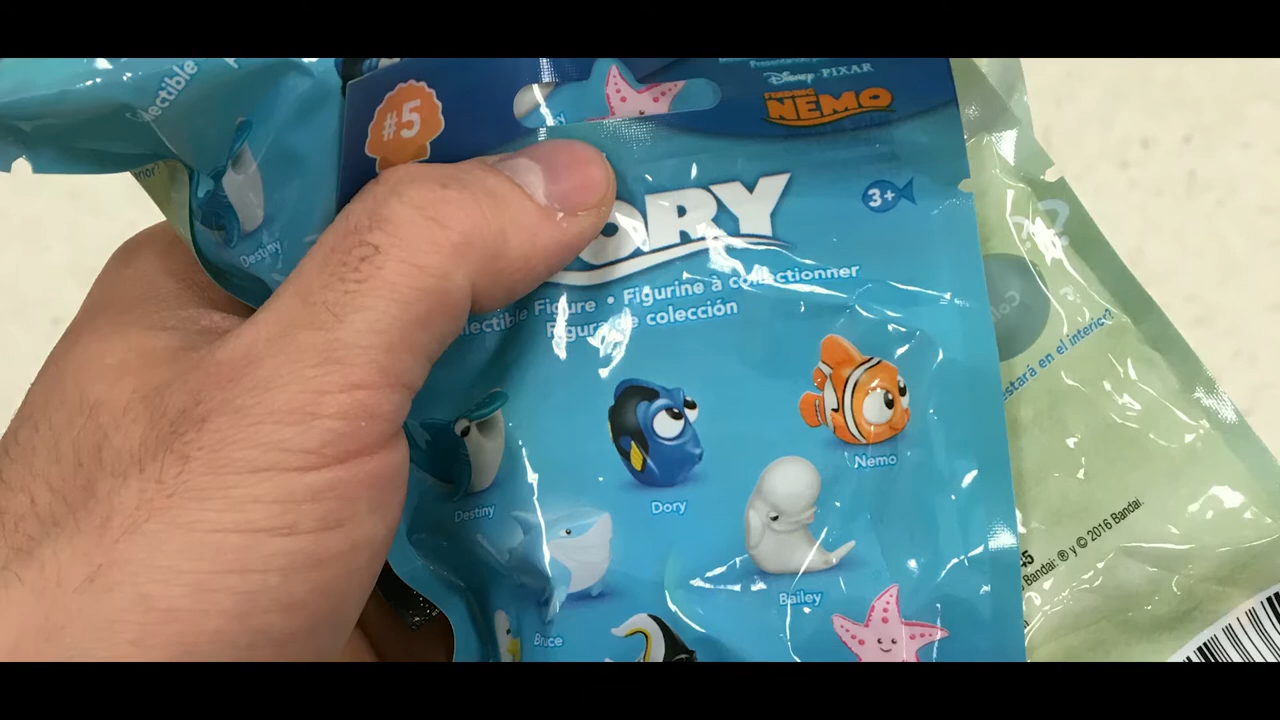 #5
Disney·PIXAR
FINDING
NEMO
ORY
3+
Figure • Figurine à collectionner
Figura de colección
Destiny
Destiny
Dory
Nemo
Bruce
Bailey
estará en el interior?
Bandai: ® y © 2016 Bandai.